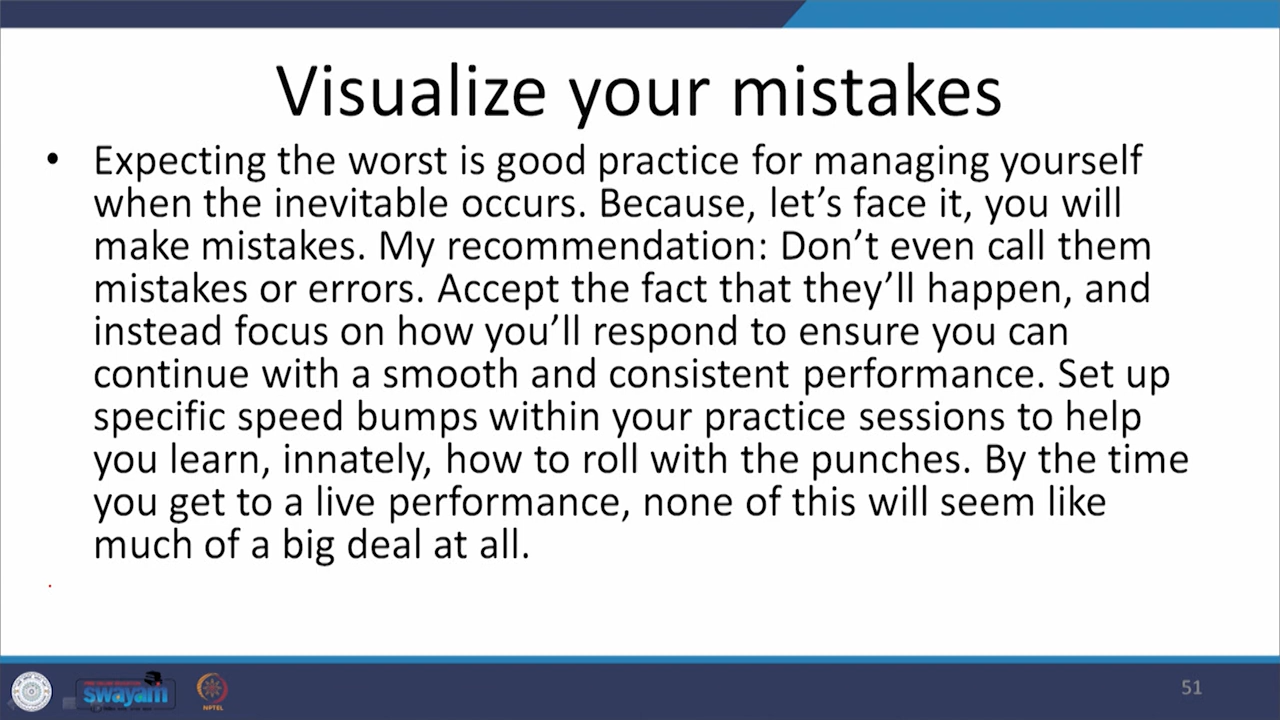 Visualize your mistakes
• Expecting the worst is good practice for managing yourself
when the inevitable occurs. Because, let’s face it, you will
make mistakes. My recommendation: Don’t even call them
mistakes or errors. Accept the fact that they’ll happen, and
instead focus on how you’ll respond to ensure you can
continue with a smooth and consistent performance. Set up
specific speed bumps within your practice sessions to help
you learn, innately, how to roll with the punches. By the time
you get to a live performance, none of this will seem like
much of a big deal at all.
swayam
NPTEL
51